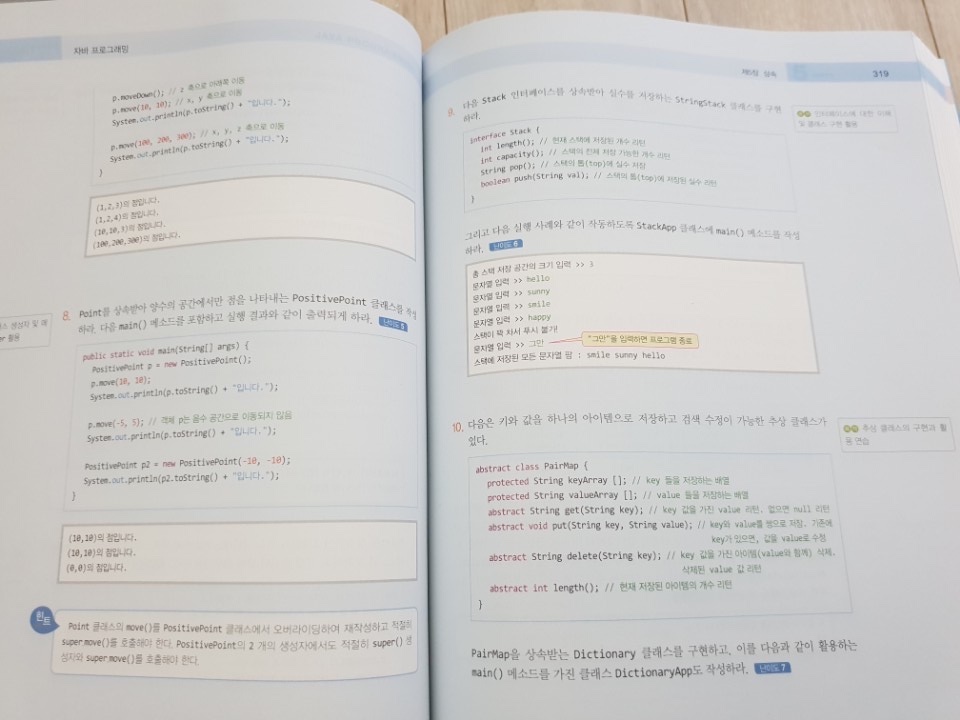 자바 프로그래밍
p.moveDown(); // z 축으로 아래쪽 이동
p.move(10, 10); // x, y 축으로 이동
System.out.println(p.toString() + "입니다.");
p.move(100, 200, 300); // x, y, z 축으로 이동
System.out.println(p.toString() + "입니다.");
}
(1,2,3)의 점입니다.
(1,2,4)의 점입니다.
(10,10,3)의 점입니다.
(100,200,300)의 점입니다.
8. Point를 상속받아 양수의 공간에서만 점을 나타내는 PositivePoint 클래스를 작성
하라. 다음 main() 메소드를 포함하고 실행 결과와 같이 출력되게 하라. 난이도 5
스 생성자 및 메
er 활용
public static void main(String[] args) {
PositivePoint p = new PositivePoint();
p.move(10, 10);
System.out.println(p.toString() + "입니다.");
p.move(-5, 5); // 객체 p는 음수 공간으로 이동되지 않음
System.out.println(p.toString() + "입니다.");
PositivePoint p2 = new PositivePoint(-10, -10);
System.out.println(p2.toString() + "입니다.");
}
(10,10)의 점입니다.
(10,10)의 점입니다.
(0,0)의 점입니다.
힌트
Point 클래스의 move()를 PositivePoint 클래스에서 오버라이딩하여 재작성하고 적절히
super.move()를 호출해야 한다. PositivePoint의 2 개의 생성자에서도 적절히 super() 생
성자와 super.move()를 호출해야 한다.
제5장 상속
319
9. 다음 Stack 인터페이스를 상속받아 실수를 저장하는 StringStack 클래스를 구현
하라.
인터페이스에 대한 이해
및 클래스 구현 활용
interface Stack {
int length(); // 현재 스택에 저장된 개수 리턴
int capacity(); // 스택의 전체 저장 가능한 개수 리턴
String pop(); // 스택의 톱(top)에 실수 저장
boolean push(String val); // 스택의 톱(top)에 저장된 실수 리턴
}
그리고 다음 실행 사례와 같이 작동하도록 StackApp 클래스에 main() 메소드를 작성
하라. 난이도 6
총 스택 저장 공간의 크기 입력 >> 3
문자열 입력 >> hello
문자열 입력 >> sunny
문자열 입력 >> smile
문자열 입력 >> happy
스택이 꽉 차서 푸시 불가!
문자열 입력 >> 그만
"그만"을 입력하면 프로그램 종료
스택에 저장된 모든 문자열 팝 : smile sunny hello
10. 다음은 키와 값을 하나의 아이템으로 저장하고 검색 수정이 가능한 추상 클래스가
있다.
추상 클래스의 구현과 활
용 연습
abstract class PairMap {
protected String keyArray []; // key 들을 저장하는 배열
protected String valueArray []; // value 들을 저장하는 배열
abstract String get(String key); // key 값을 가진 value 리턴. 없으면 null 리턴
abstract void put(String key, String value); // key와 value를 쌍으로 저장. 기존에
key가 있으면, 값을 value로 수정
abstract String delete(String key); // key 값을 가진 아이템(value와 함께) 삭제.
삭제된 value 값 리턴
abstract int length(); // 현재 저장된 아이템의 개수 리턴
}
PairMap을 상속받는 Dictionary 클래스를 구현하고, 이를 다음과 같이 활용하는
main() 메소드를 가진 클래스 DictionaryApp도 작성하라. 난이도 7